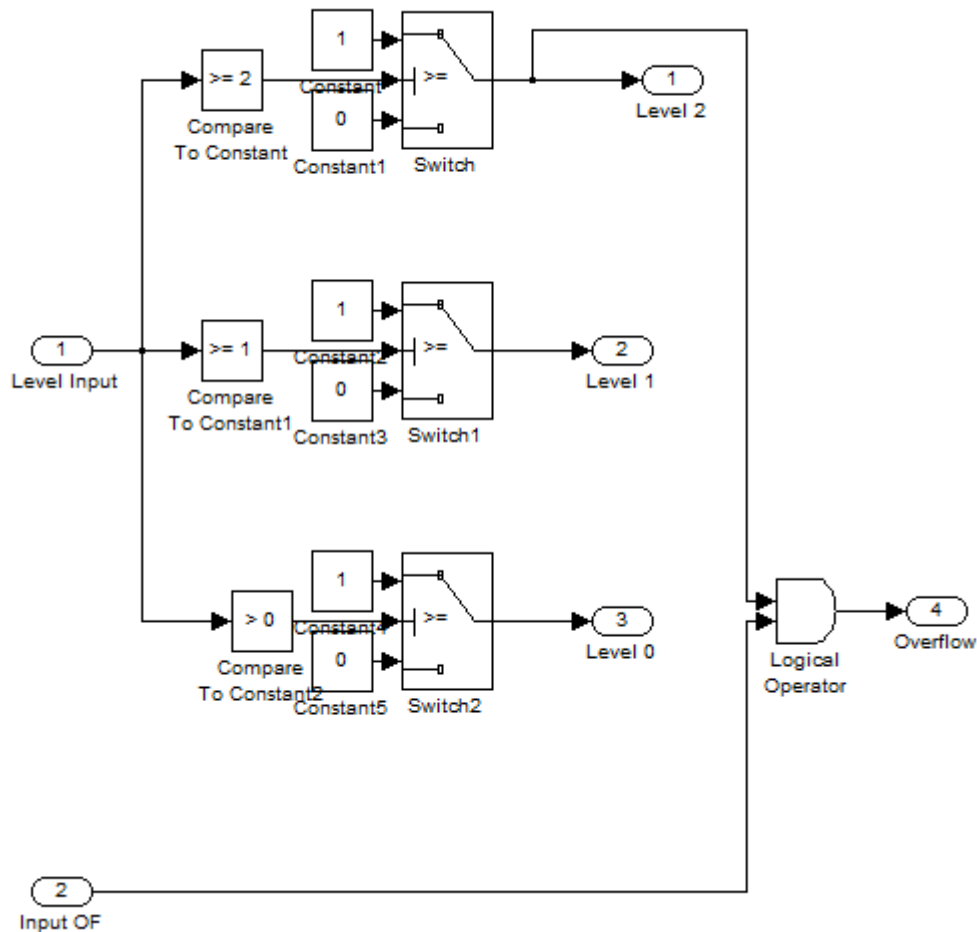 1
Constant
>= 2
Compare
To Constant
0
Constant1
>=
Switch
1
Level 2
1
Level Input
>= 1
Compare
To Constant1
1
Constant2
0
Constant3
>=
Switch1
2
Level 1
> 0
Compare
To Constant2
1
Constant4
0
Constant5
>=
Switch2
3
Level 0
Logical
Operator
4
Overflow
2
Input OF